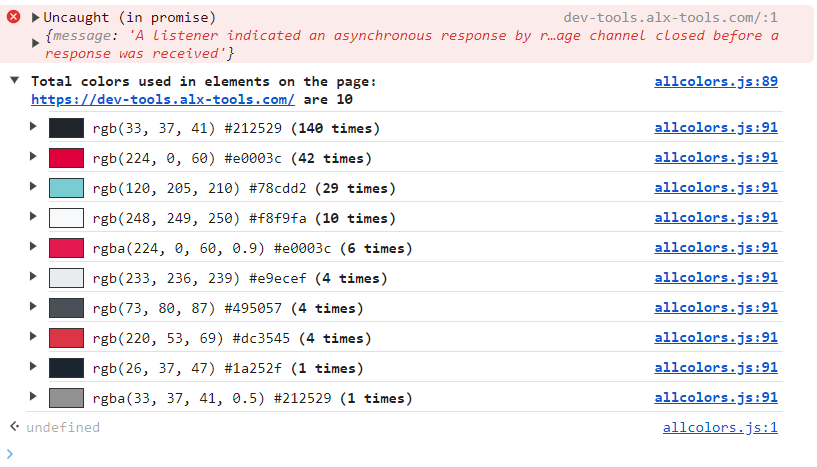 Uncaught (in promise) dev-tools.alx-tools.com/:1
{message: 'A listener indicated an asynchronous response by r…age channel closed before a
response was received'}
Total colors used in elements on the page: allcolors.js:89
https://dev-tools.alx-tools.com/ are 10
rgb(33, 37, 41) #212529 (140 times) allcolors.js:91
rgb(224, 0, 60) #e0003c (42 times) allcolors.js:91
rgb(120, 205, 210) #78cdd2 (29 times) allcolors.js:91
rgb(248, 249, 250) #f8f9fa (10 times) allcolors.js:91
rgba(224, 0, 60, 0.9) #e0003c (6 times) allcolors.js:91
rgb(233, 236, 239) #e9ecef (4 times) allcolors.js:91
rgb(73, 80, 87) #495057 (4 times) allcolors.js:91
rgb(220, 53, 69) #dc3545 (4 times) allcolors.js:91
rgb(26, 37, 47) #1a252f (1 times) allcolors.js:91
rgba(33, 37, 41, 0.5) #212529 (1 times) allcolors.js:91
undefined allcolors.js:1